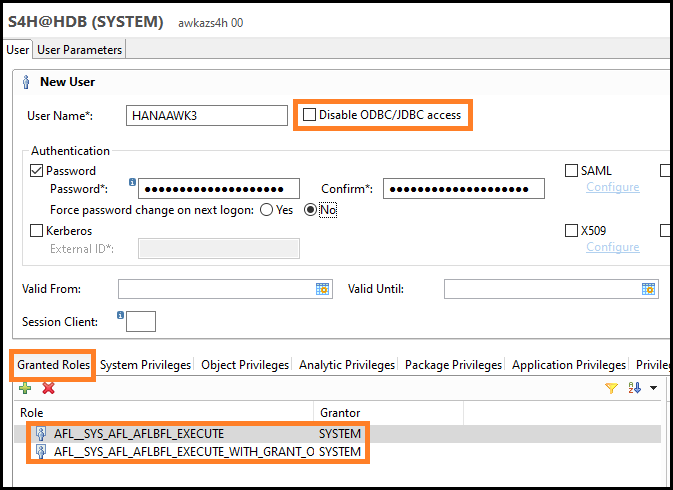 S4H@HDB (SYSTEM) awkazs4h 00
User User Parameters
New User
User Name*: HANAAWK3 Disable ODBC/JDBC access
Authentication
Password SAML
Password*: ●●●●●●●●●●●●●●●●●●● Confirm*: ●●●●●●●●●●●●●●●●●●● Configure
Force password change on next logon: Yes No
Kerberos X509
External ID*: Configure
Valid From: Valid Until:
Session Client:
Granted Roles System Privileges Object Privileges Analytic Privileges Package Privileges Application Privileges Privileg
Role Grantor
AFL__SYS_AFL_AFLBFL_EXECUTE SYSTEM
AFL__SYS_AFL_AFLBFL_EXECUTE_WITH_GRANT_O SYSTEM